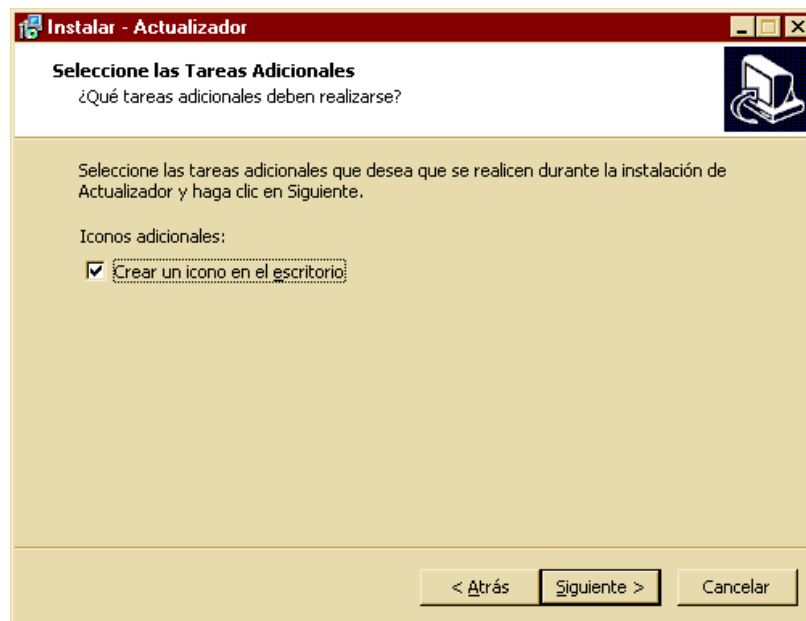 Instalar - Actualizador
Seleccione las Tareas Adicionales
¿Qué tareas adicionales deben realizarse?
Seleccione las tareas adicionales que desea que se realicen durante la instalación de
Actualizador y haga clic en Siguiente.
Iconos adicionales:
Crear un icono en el escritorio
< Atrás
Siguiente >
Cancelar